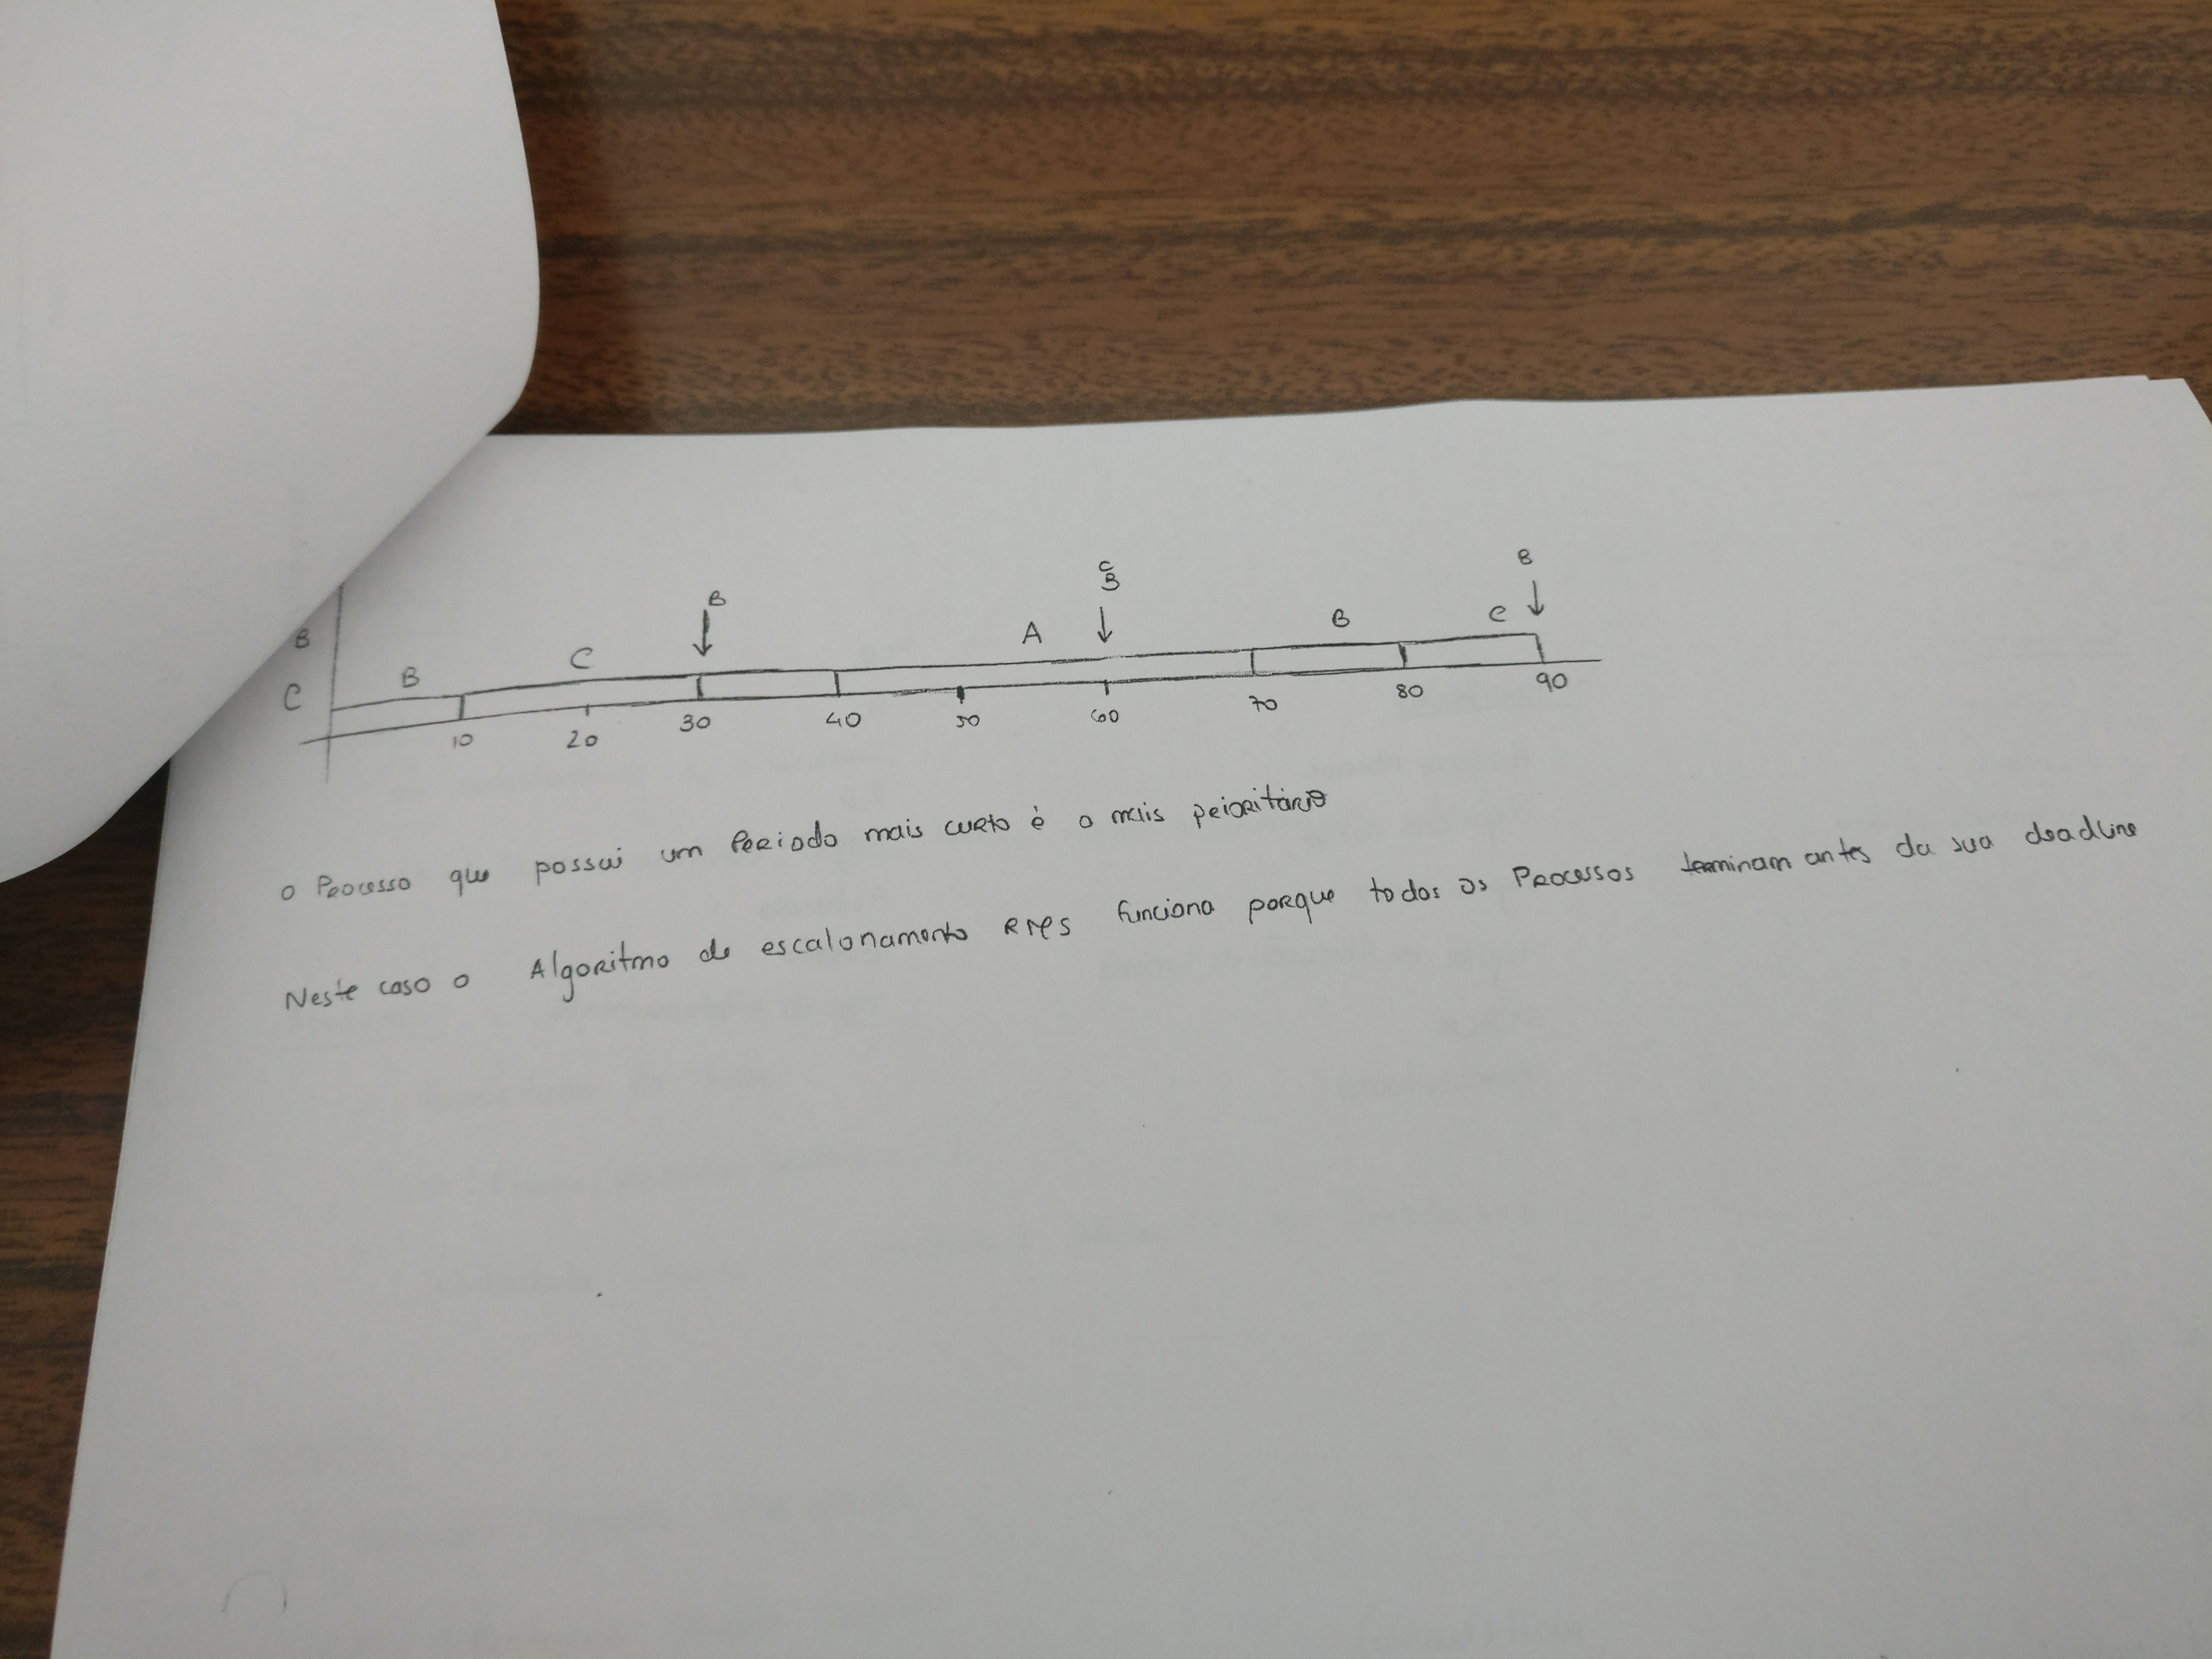 B
C
B
C
B
A
C
B
B
C
B
10 20 30 40 50 60 70 80 90
O Processo que possui um Periodo mais curto é o mais prioritário
Neste caso o Algoritmo de escalonamento RMS funciona porque todos os Processos terminam antes da sua deadline